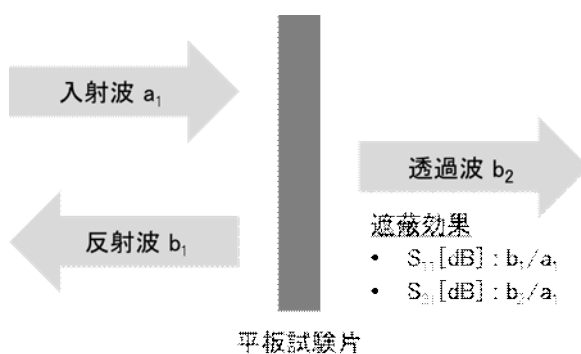 入射波 a₁
透過波 b₂
反射波 b₁
遮蔽効果
• S₁₁[dB] : b₁/a₁
• S₂₁[dB] : b₂/a₁
平板試験片